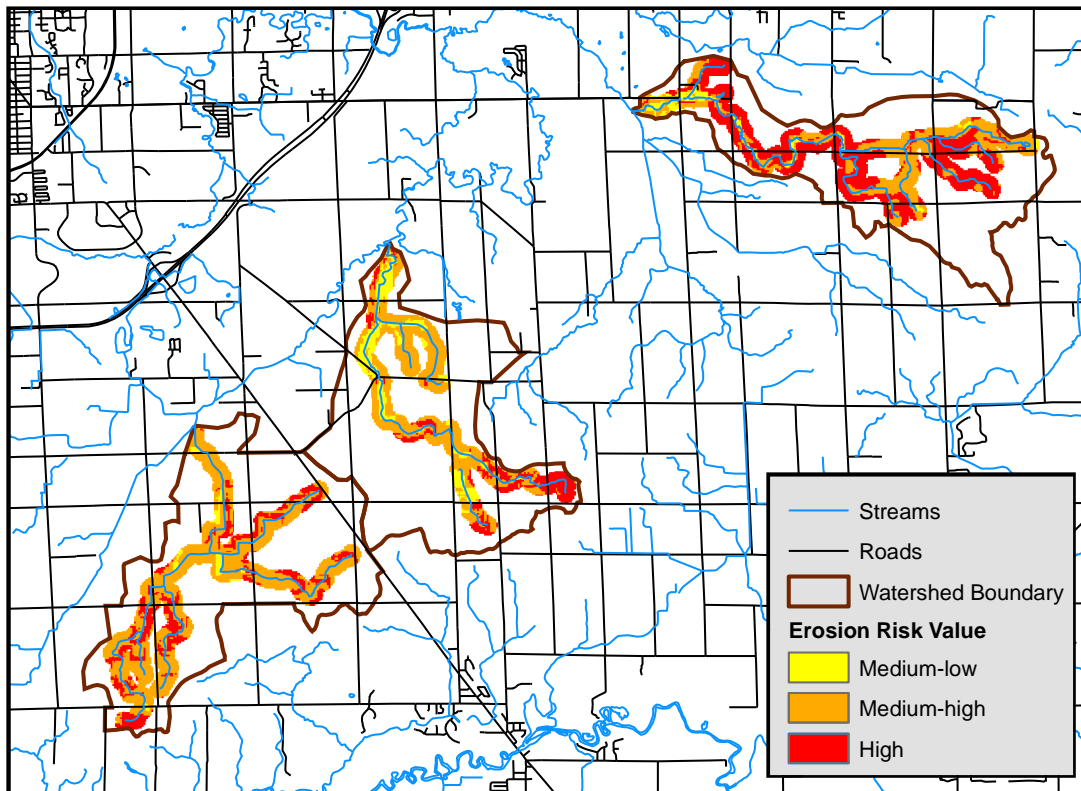 Streams
Roads
Watershed Boundary
Erosion Risk Value
Medium-low
Medium-high
High